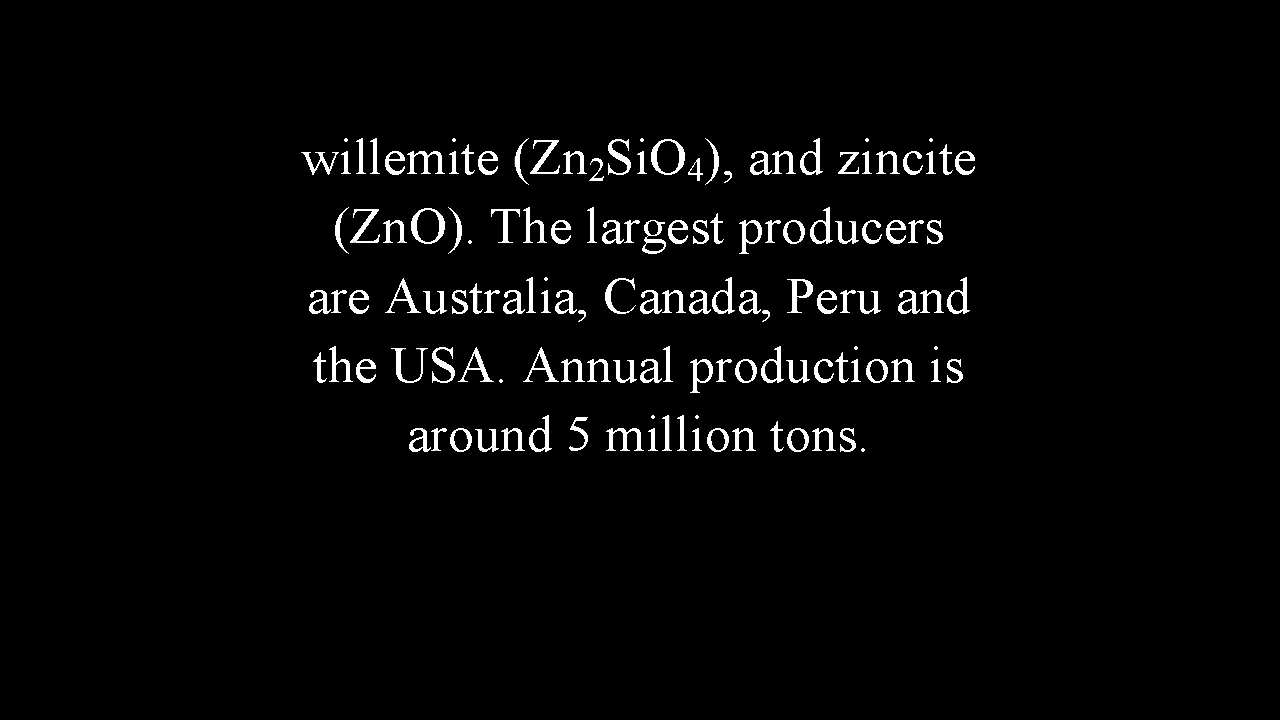 willemite (Zn₂SiO₄), and zincite
(ZnO). The largest producers
are Australia, Canada, Peru and
the USA. Annual production is
around 5 million tons.